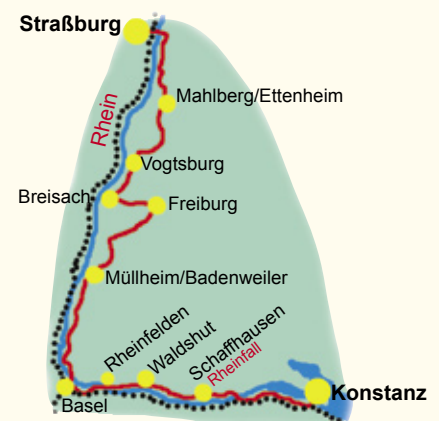 Straßburg
Mahlberg/Ettenheim
Rhein
Vogtsburg
Breisach
Freiburg
Müllheim/Badenweiler
Rheinfelden
Waldshut
Schaffhausen
Rheinfall
Konstanz
Basel